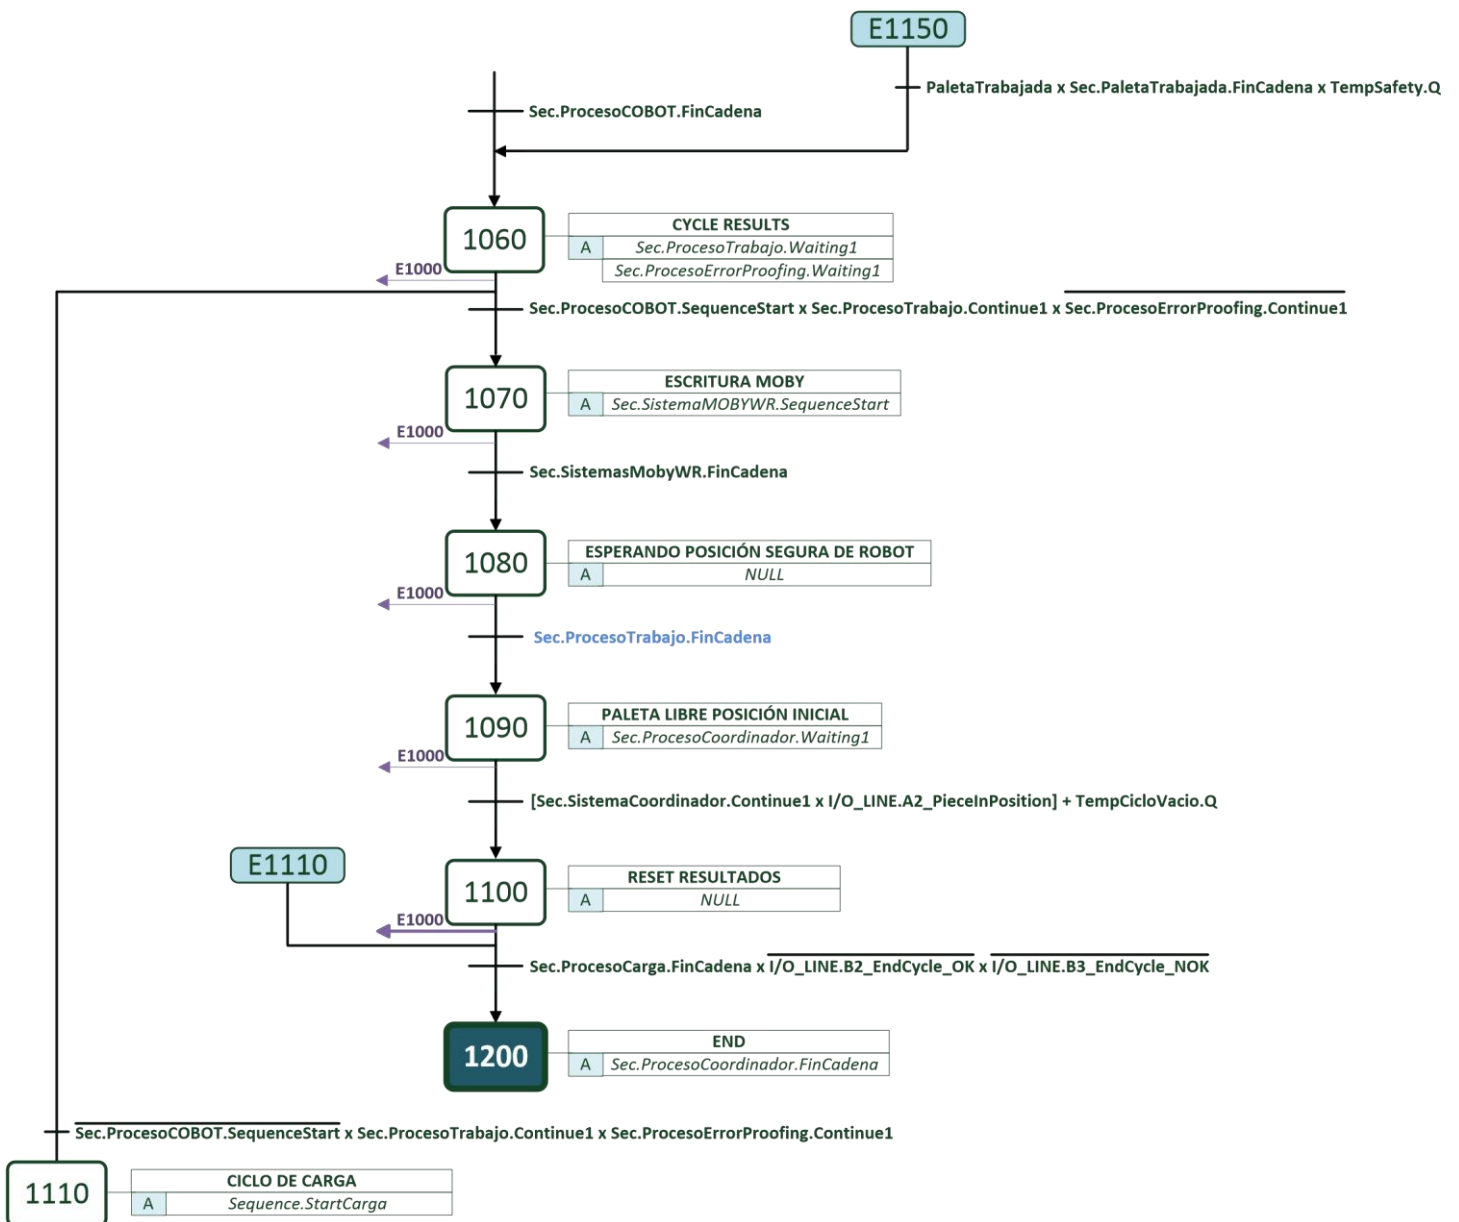 E1150
PaletaTrabajada x Sec.PaletaTrabajada.FinCadena x TempSafety.Q
Sec.ProcesoCOBOT.FinCadena
1060
CYCLE RESULTS
A Sec.ProcesoTrabajo.Waiting1
Sec.ProcesoErrorProofing.Waiting1
E1000
Sec.ProcesoCOBOT.SequenceStart x Sec.ProcesoTrabajo.Continue1 x Sec.ProcesoErrorProofing.Continue1
1070
ESCRITURA MOBY
A Sec.SistemaMOBYWR.SequenceStart
E1000
Sec.SistemasMobyWR.FinCadena
1080
ESPERANDO POSICIÓN SEGURA DE ROBOT
A NULL
E1000
Sec.ProcesoTrabajo.FinCadena
1090
PALETA LIBRE POSICIÓN INICIAL
A Sec.ProcesoCoordinador.Waiting1
E1000
[Sec.SistemaCoordinador.Continue1 x I/O_LINE.A2_PieceInPosition] + TempCicloVacio.Q
E1110
1100
RESET RESULTADOS
A NULL
E1000
Sec.ProcesoCarga.FinCadena x I/O_LINE.B2_EndCycle_OK x I/O_LINE.B3_EndCycle_NOK
1200
END
A Sec.ProcesoCoordinador.FinCadena
Sec.ProcesoCOBOT.SequenceStart x Sec.ProcesoTrabajo.Continue1 x Sec.ProcesoErrorProofing.Continue1
1110
CICLO DE CARGA
A Sequence.StartCarga